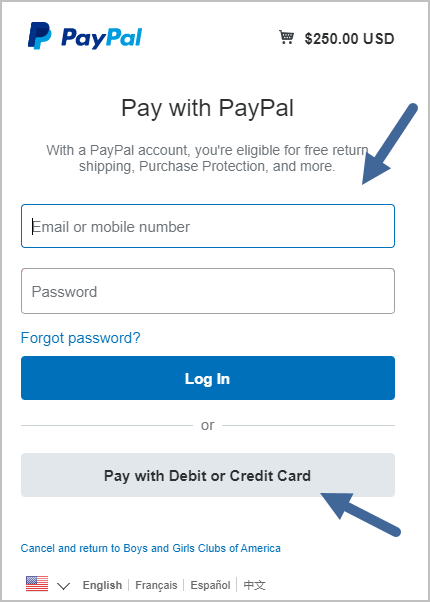 PayPal
$250.00 USD
Pay with PayPal
With a PayPal account, you're eligible for free return
shipping, Purchase Protection, and more.
Email or mobile number
Password
Forgot password?
Log In
or
Pay with Debit or Credit Card
Cancel and return to Boys and Girls Clubs of America
English Français Español 中文